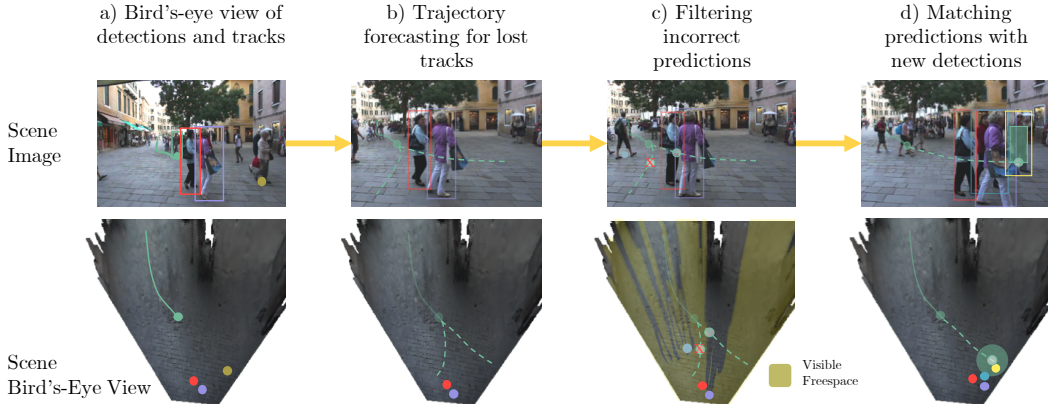 a) Bird's-eye view of
detections and tracks
b) Trajectory
forecasting for lost
tracks
c) Filtering
incorrect
predictions
d) Matching
predictions with
new detections
Scene
Image
Scene
Bird's-Eye View
Visible
Freespace